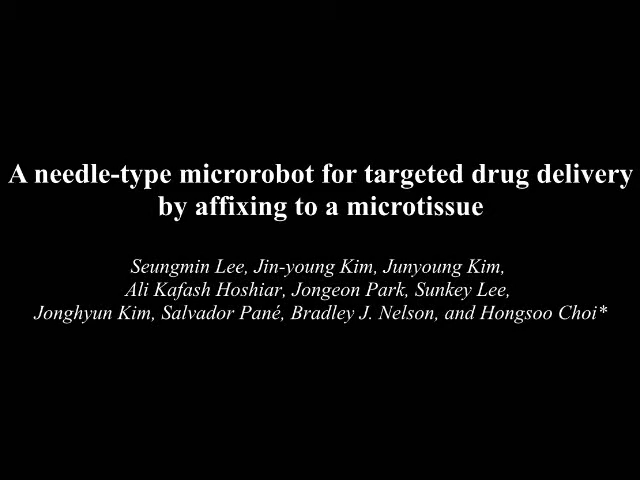 A needle-type microrobot for targeted drug delivery
by affixing to a microtissue
Seungmin Lee, Jin-young Kim, Junyoung Kim,
Ali Kafash Hoshiar, Jongeon Park, Sunkey Lee,
Jonghyun Kim, Salvador Pané, Bradley J. Nelson, and Hongsoo Choi*